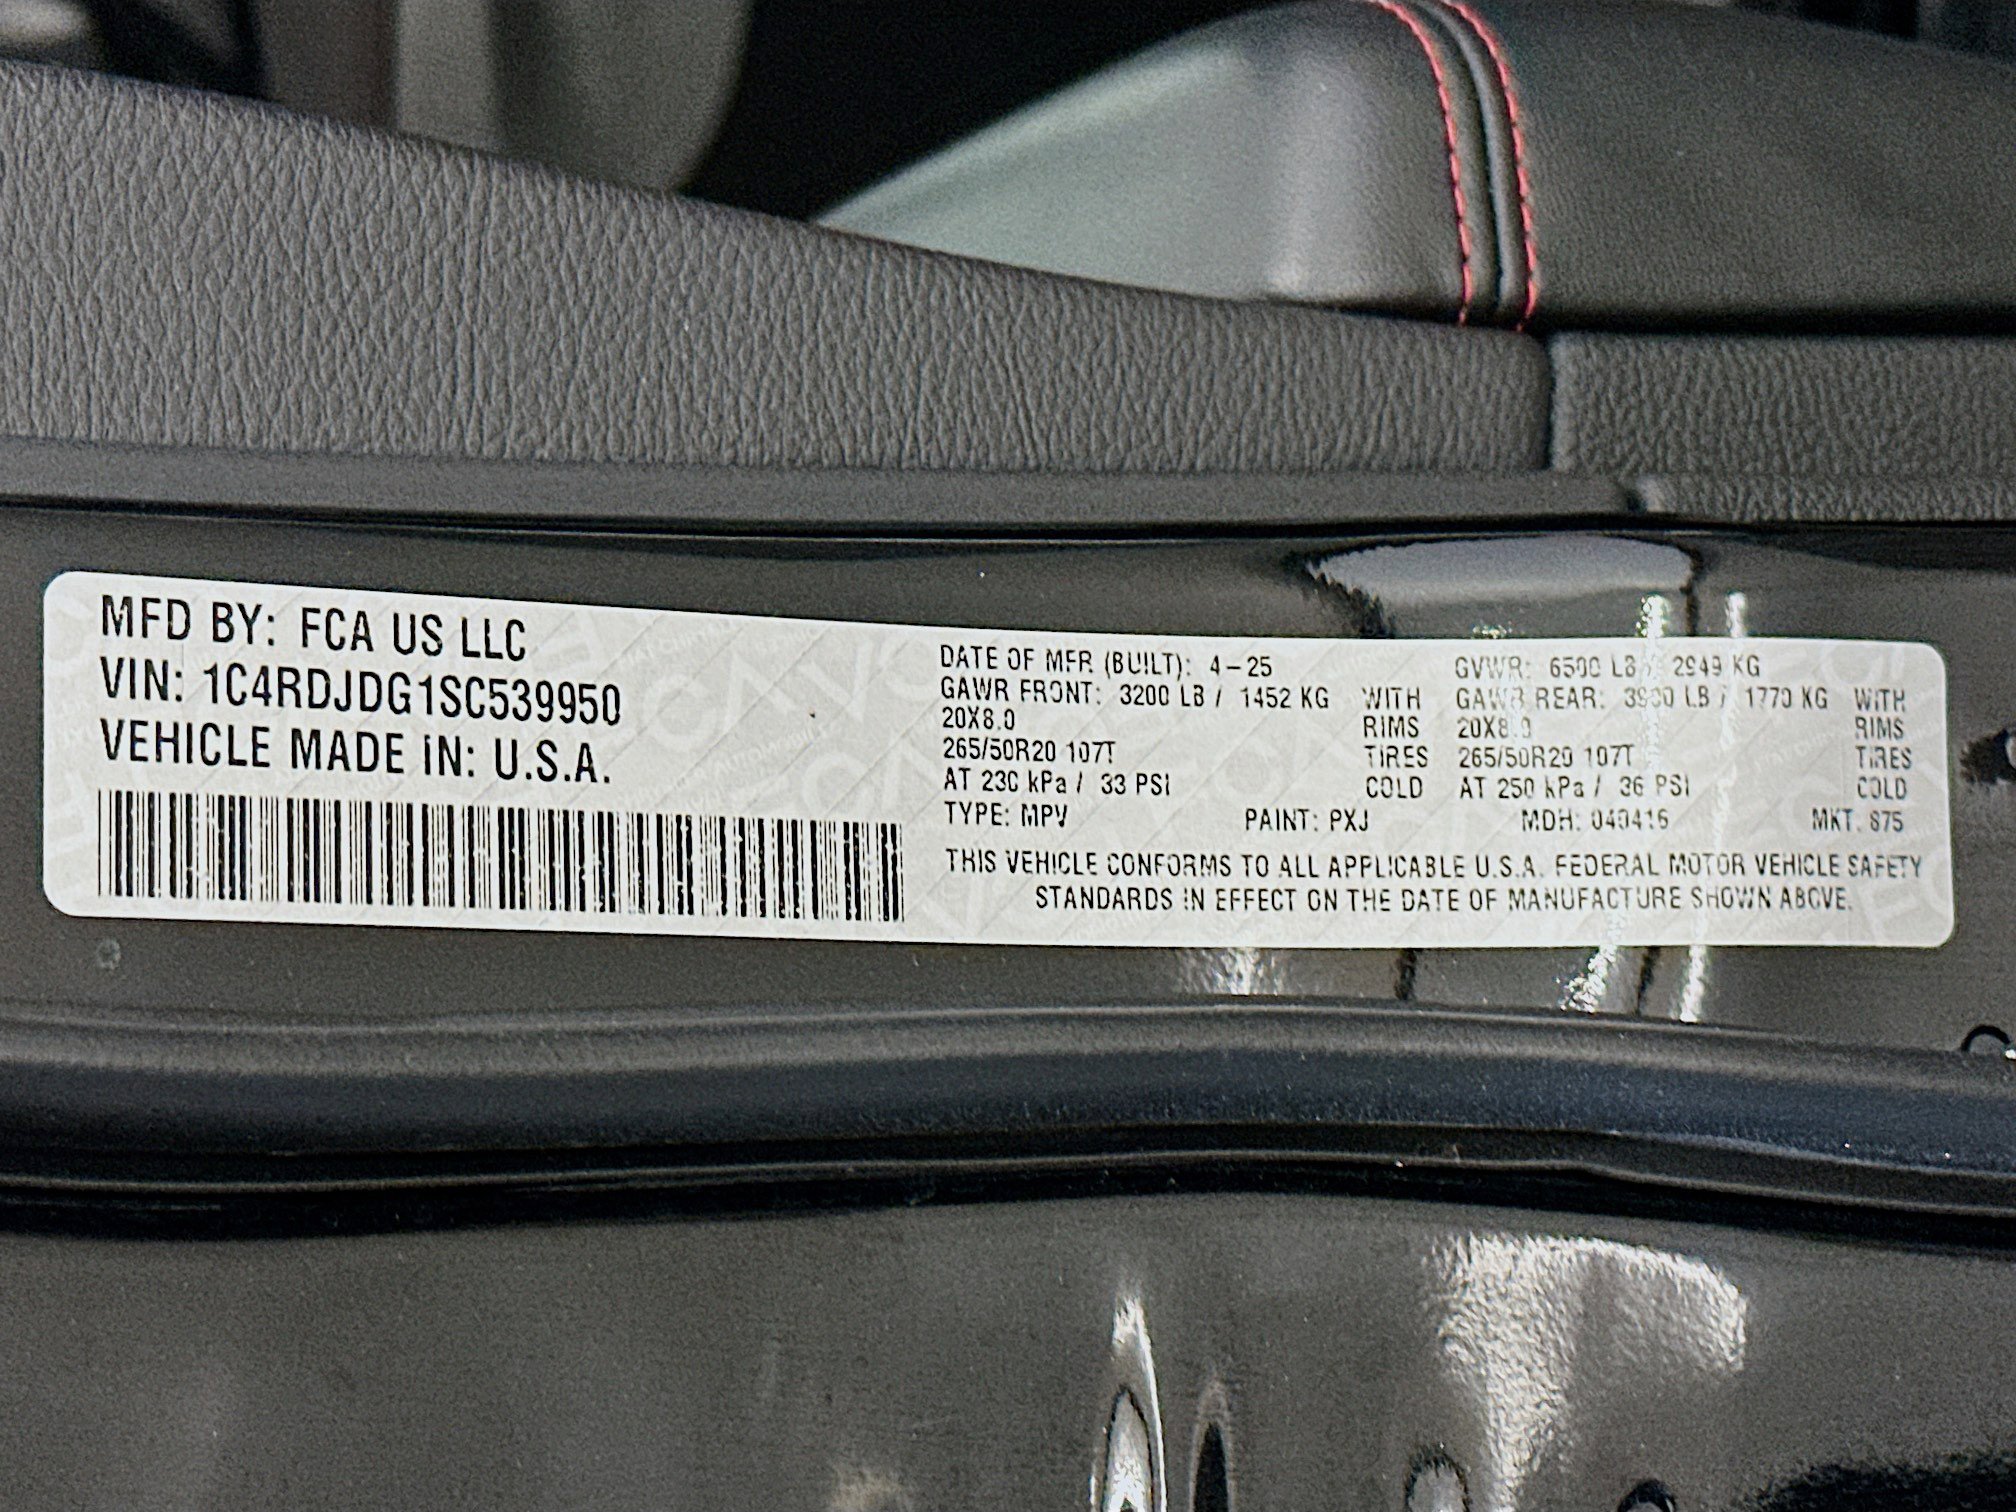 MFD BY: FCA US LLC
VIN: 1C4RDJDG1SC539950
VEHICLE MADE IN: U.S.A.
DATE OF MFR (BUILT): 4-25 GVWR: 6500 LB / 2949 KG
GAWR FRONT: 3200 LB / 1452 KG WITH GAWR REAR: 3900 LB / 1770 KG WITH
20X8.0 RIMS 20X8.0 RIMS
265/50R20 107T TIRES 265/50R20 107T TIRES
AT 230 kPa / 33 PSI COLD AT 250 kPa / 36 PSI COLD
TYPE: MPV PAINT: PXJ MDH: 040416 MKT: 875
THIS VEHICLE CONFORMS TO ALL APPLICABLE U.S.A. FEDERAL MOTOR VEHICLE SAFETY
STANDARDS IN EFFECT ON THE DATE OF MANUFACTURE SHOWN ABOVE.